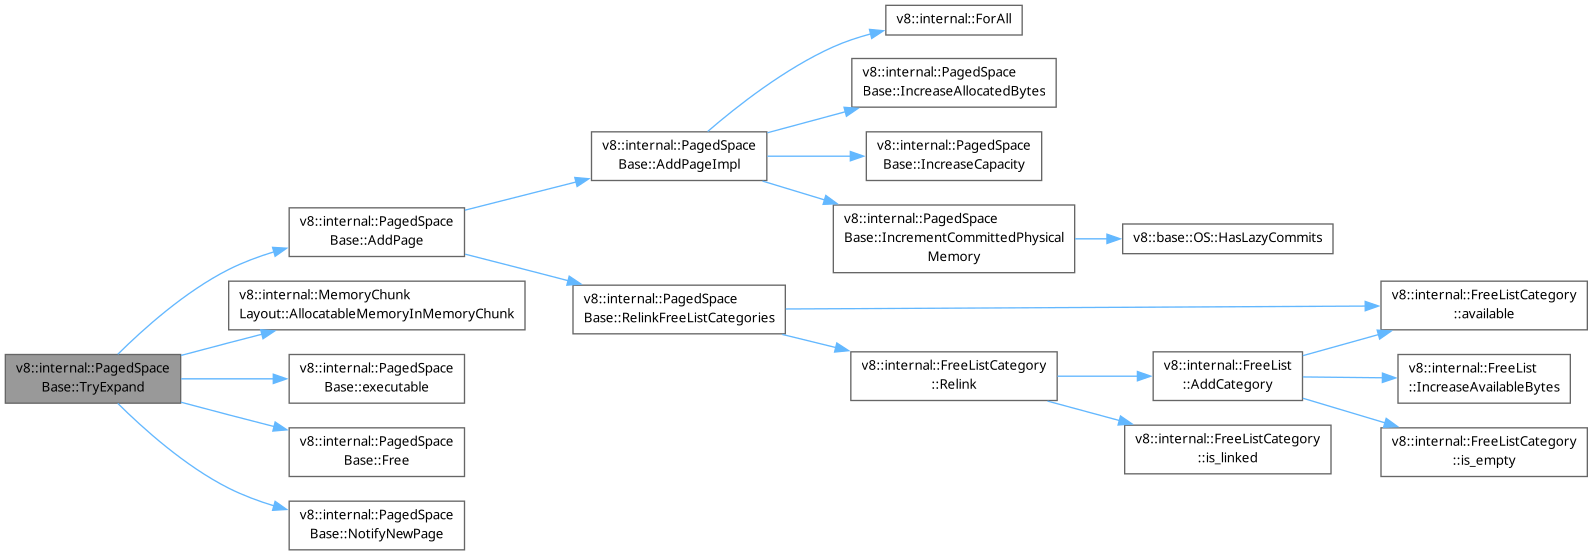 v8::internal::ForAll
v8::internal::PagedSpace
Base::IncreaseAllocatedBytes
v8::internal::PagedSpace
Base::AddPageImpl
v8::internal::PagedSpace
Base::IncreaseCapacity
v8::internal::PagedSpace
Base::AddPage
v8::internal::PagedSpace
Base::IncrementCommittedPhysical
Memory
v8::base::OS::HasLazyCommits
v8::internal::MemoryChunk
Layout::AllocatableMemoryInMemoryChunk
v8::internal::PagedSpace
Base::RelinkFreeListCategories
v8::internal::FreeListCategory
::available
v8::internal::PagedSpace
Base::TryExpand
v8::internal::PagedSpace
Base::executable
v8::internal::FreeListCategory
::Relink
v8::internal::FreeList
::AddCategory
v8::internal::FreeList
::IncreaseAvailableBytes
v8::internal::PagedSpace
Base::Free
v8::internal::FreeListCategory
::is_linked
v8::internal::FreeListCategory
::is_empty
v8::internal::PagedSpace
Base::NotifyNewPage